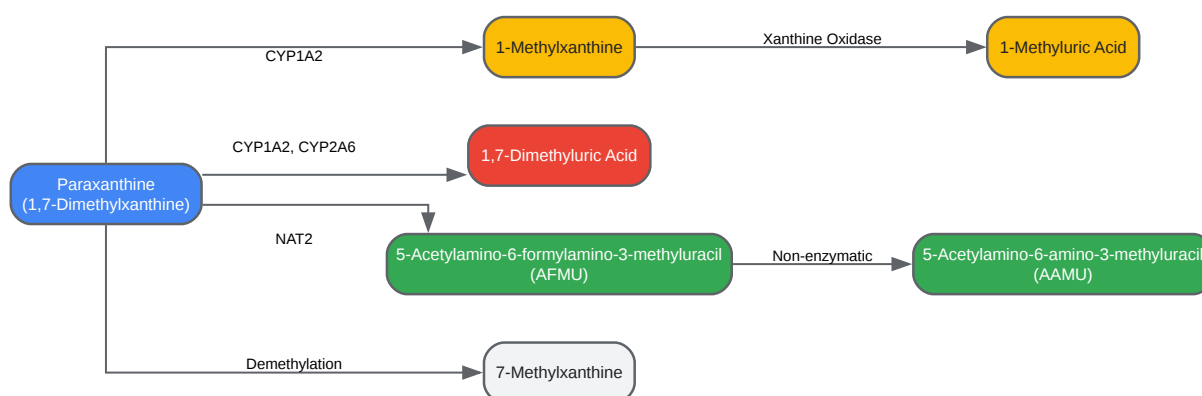 1-Methylxanthine
Xanthine Oxidase
1-Methyluric Acid
CYP1A2
CYP1A2, CYP2A6
1,7-Dimethyluric Acid
Paraxanthine
(1,7-Dimethylxanthine)
NAT2
5-Acetylamino-6-formylamino-3-methyluracil
(AFMU)
Non-enzymatic
5-Acetylamino-6-amino-3-methyluracil
(AAMU)
Demethylation
7-Methylxanthine